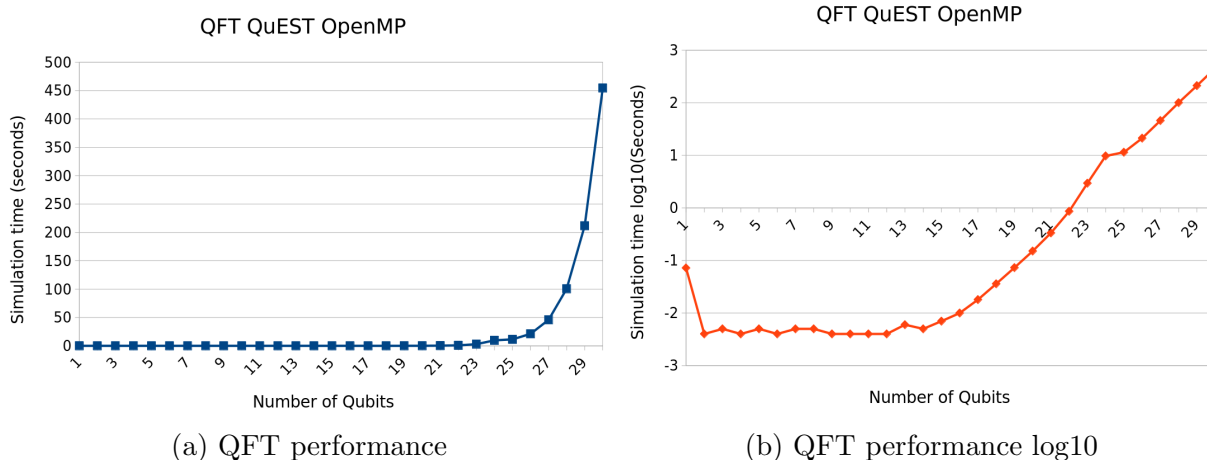 QFT QuEST OpenMP
Simulation time (seconds)
500
450
400
350
300
250
200
150
100
50
0
1 3 5 7 9 11 13 15 17 19 21 23 25 27 29
Number of Qubits
(a) QFT performance
QFT QuEST OpenMP
Simulation time log10(Seconds)
3
2
1
0
-1
-2
-3
1 3 5 7 9 11 13 15 17 19 21 23 25 27 29
Number of Qubits
(b) QFT performance log10